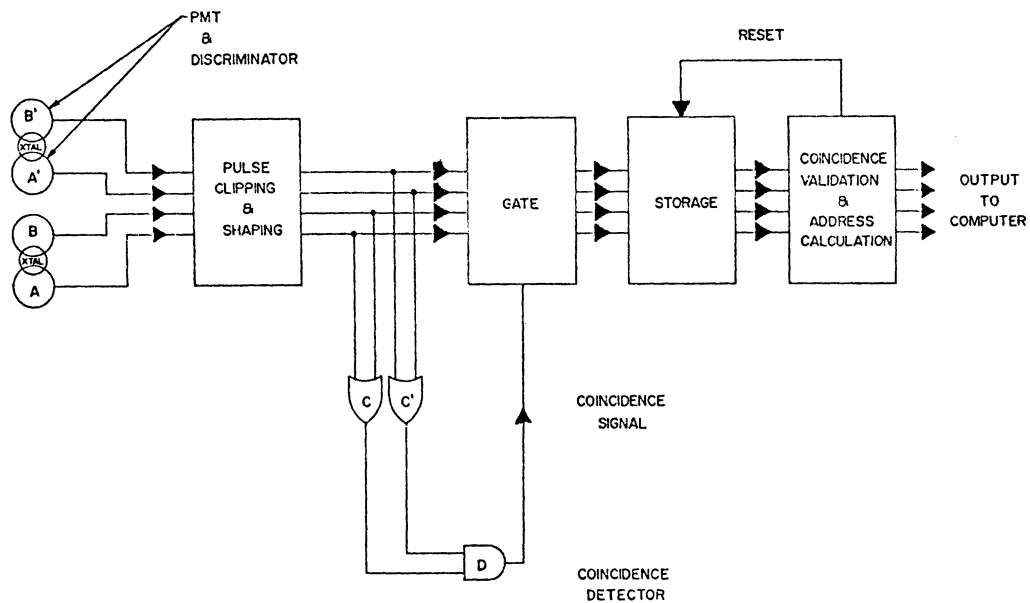 PMT
&
DISCRIMINATOR
RESET
B'
XTAL
A'
B
XTAL
A
PULSE
CLIPPING
&
SHAPING
GATE
STORAGE
COINCIDENCE
VALIDATION
&
ADDRESS
CALCULATION
OUTPUT
TO
COMPUTER
C
C'
COINCIDENCE
SIGNAL
D
COINCIDENCE
DETECTOR